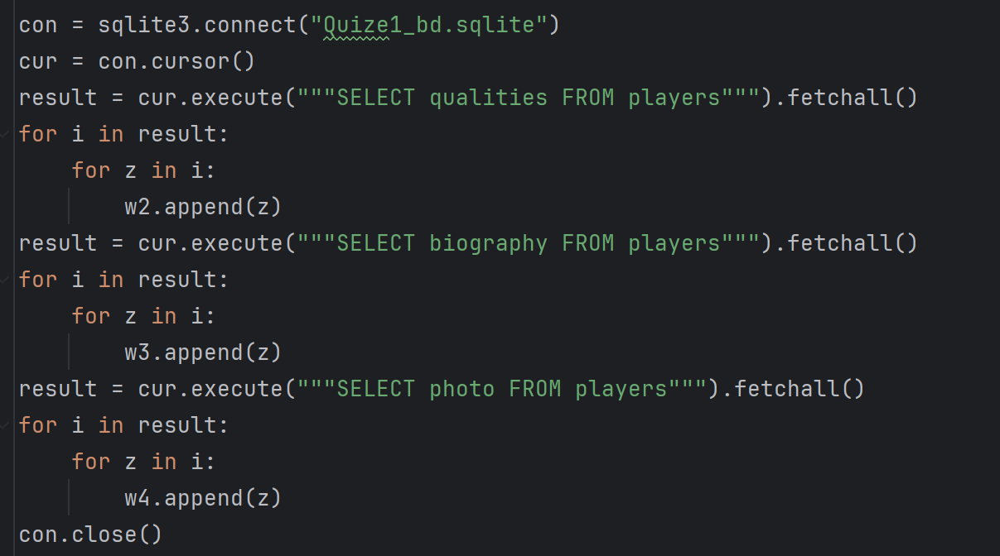 con = sqlite3.connect("Quize1_bd.sqlite")
cur = con.cursor()
result = cur.execute("""SELECT qualities FROM players""").fetchall()
for i in result:
    for z in i:
        w2.append(z)
result = cur.execute("""SELECT biography FROM players""").fetchall()
for i in result:
    for z in i:
        w3.append(z)
result = cur.execute("""SELECT photo FROM players""").fetchall()
for i in result:
    for z in i:
        w4.append(z)
con.close()